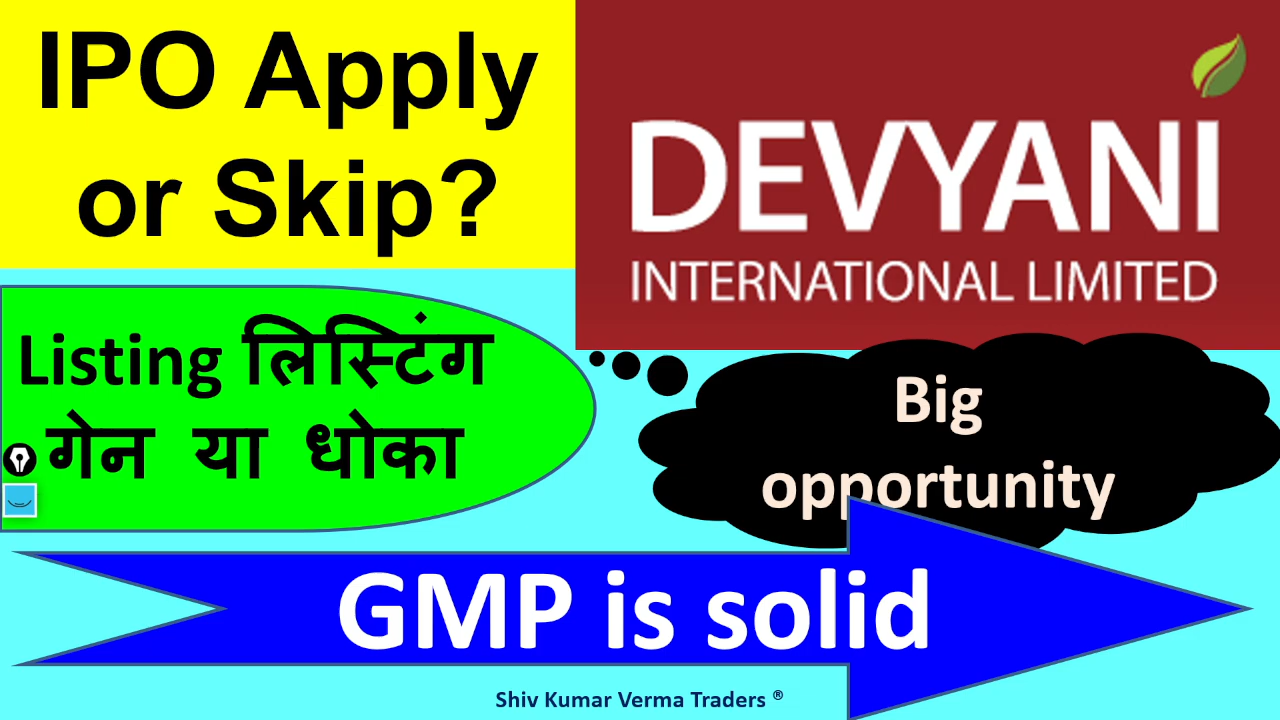 IPO Apply
or Skip?
DEVYANI
INTERNATIONAL LIMITED
Listing लिस्टिंग
गेन या धोका
Big
opportunity
GMP is solid
Shiv Kumar Verma Traders ®